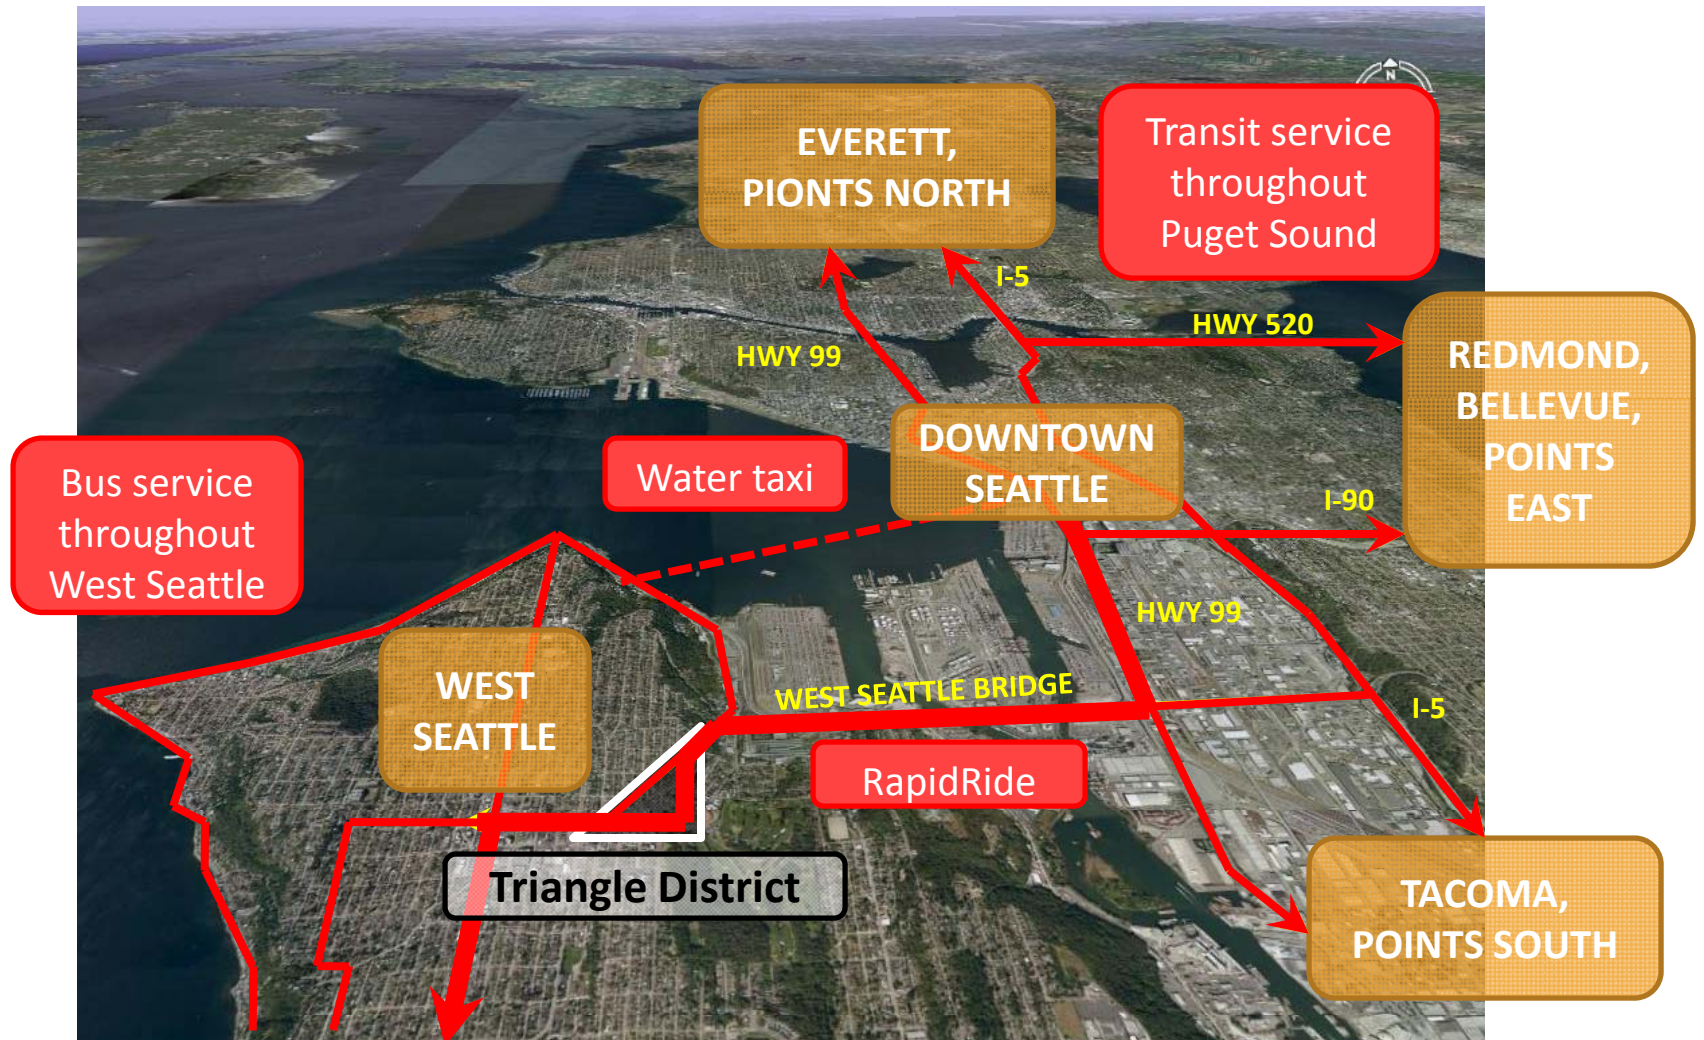 N
EVERETT,
PIONTS NORTH
Transit service
throughout
Puget Sound
I-5
HWY 520
HWY 99
REDMOND,
BELLEVUE,
POINTS
EAST
DOWNTOWN
SEATTLE
Water taxi
Bus service
throughout
West Seattle
I-90
HWY 99
WEST
SEATTLE
WEST SEATTLE BRIDGE
I-5
RapidRide
Triangle District
TACOMA,
POINTS SOUTH